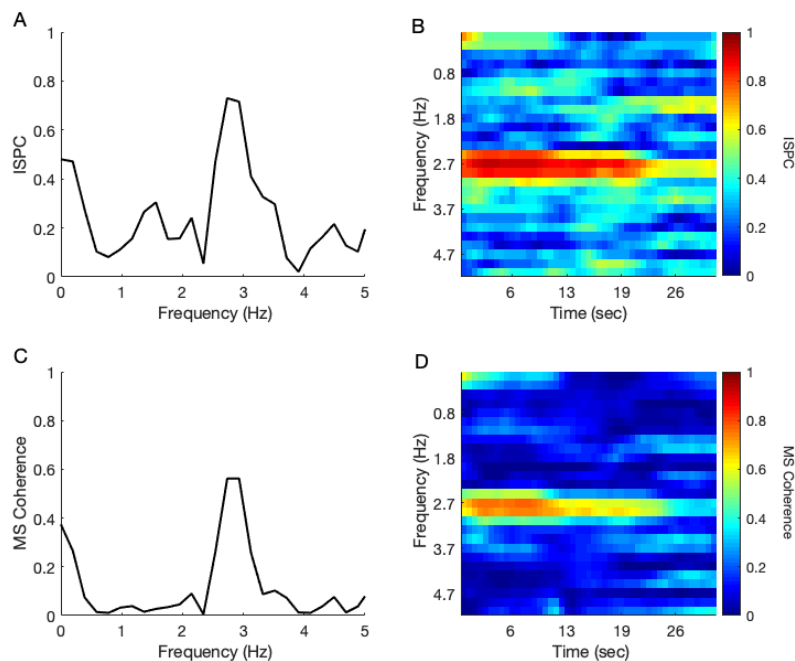 A
1
0.8
0.6
0.4
0.2
0
ISPC
0 1 2 3 4 5
Frequency (Hz)
B
0.8
1.8
2.7
3.7
4.7
Frequency (Hz)
6 13 19 26
Time (sec)
1
0.8
0.6
0.4
0.2
0
ISPC
C
1
0.8
0.6
0.4
0.2
0
MS Coherence
0 1 2 3 4 5
Frequency (Hz)
D
0.8
1.8
2.7
3.7
4.7
Frequency (Hz)
6 13 19 26
Time (sec)
1
0.8
0.6
0.4
0.2
0
MS Coherence